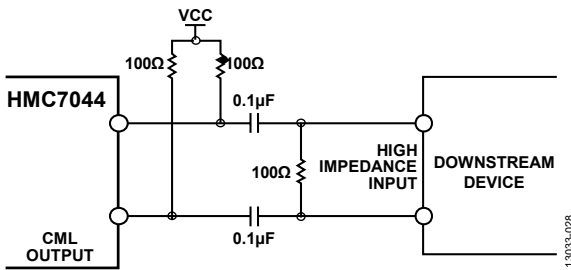 VCC
100Ω
100Ω
HMC7044
0.1µF
100Ω
HIGH
IMPEDANCE
INPUT
DOWNSTREAM
DEVICE
0.1µF
CML
OUTPUT
13033-028